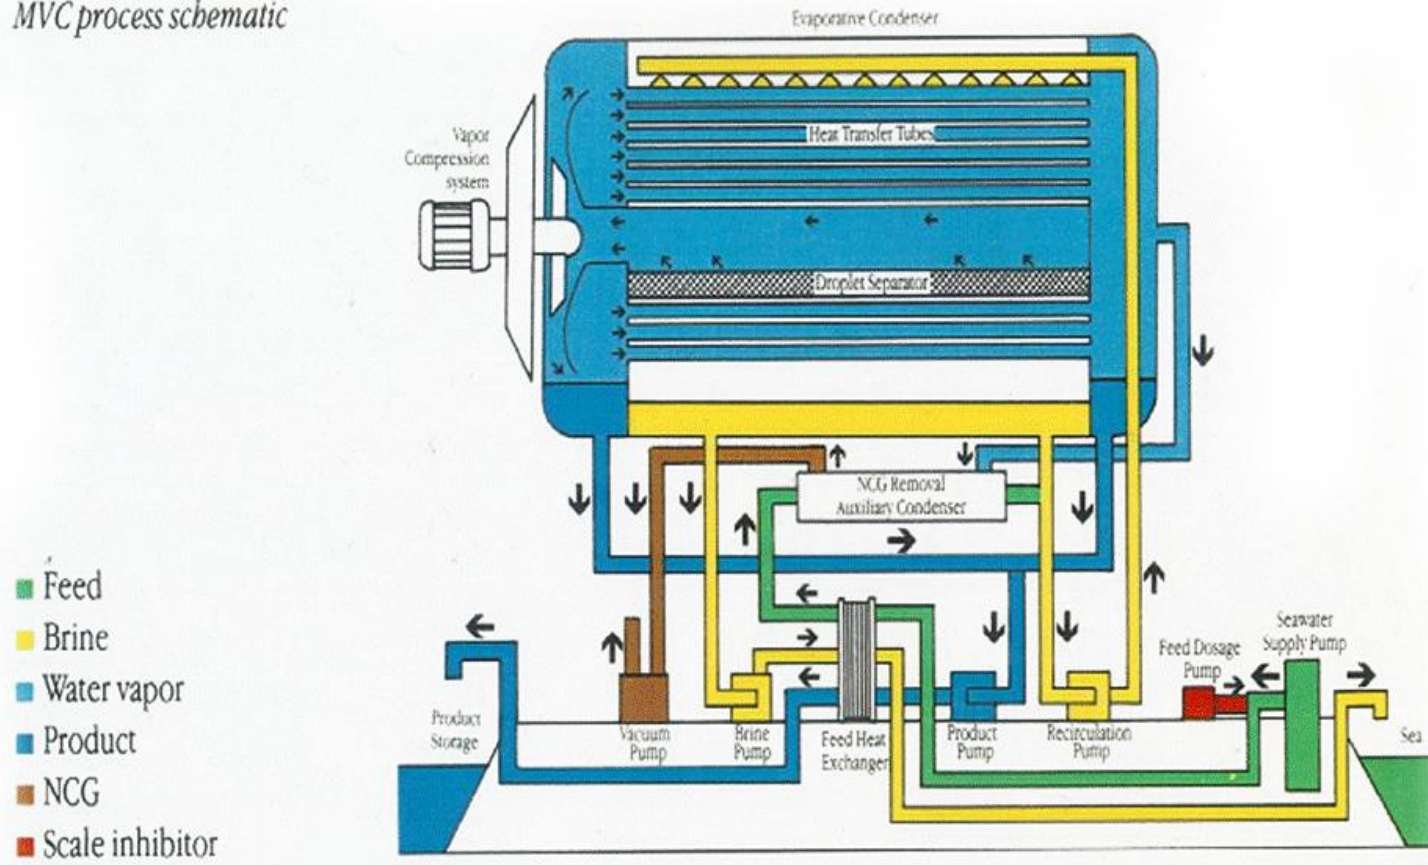 MVC process schematic
Evaporative Condenser
Vapor
Compression
system
Heat Transfer Tubes
Droplet Separator
NCG Removal
Auxiliary Condenser
Feed
Brine
Water vapor
Product
NCG
Scale inhibitor
Product
Storage
Vacuum
Pump
Brine
Pump
Feed Heat
Exchanger
Product
Pump
Recirculation
Pump
Feed Dosage
Pump
Seawater
Supply Pump
Sea